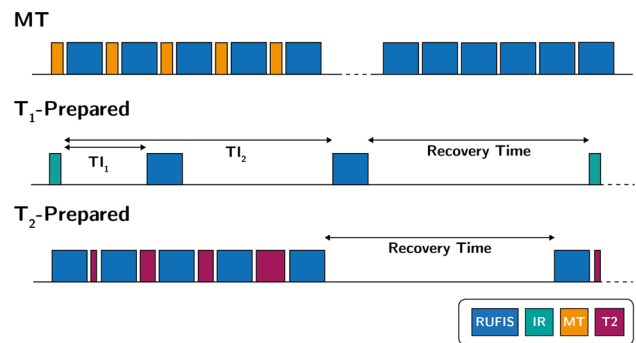 MT
T1-Prepared
TI1
TI2
Recovery Time
T2-Prepared
Recovery Time
RUFIS IR MT T2